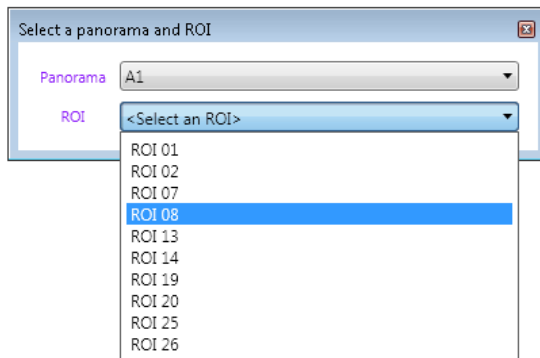 Select a panorama and ROI
Panorama A1
ROI <Select an ROI>
ROI 01
ROI 02
ROI 07
ROI 08
ROI 13
ROI 14
ROI 19
ROI 20
ROI 25
ROI 26